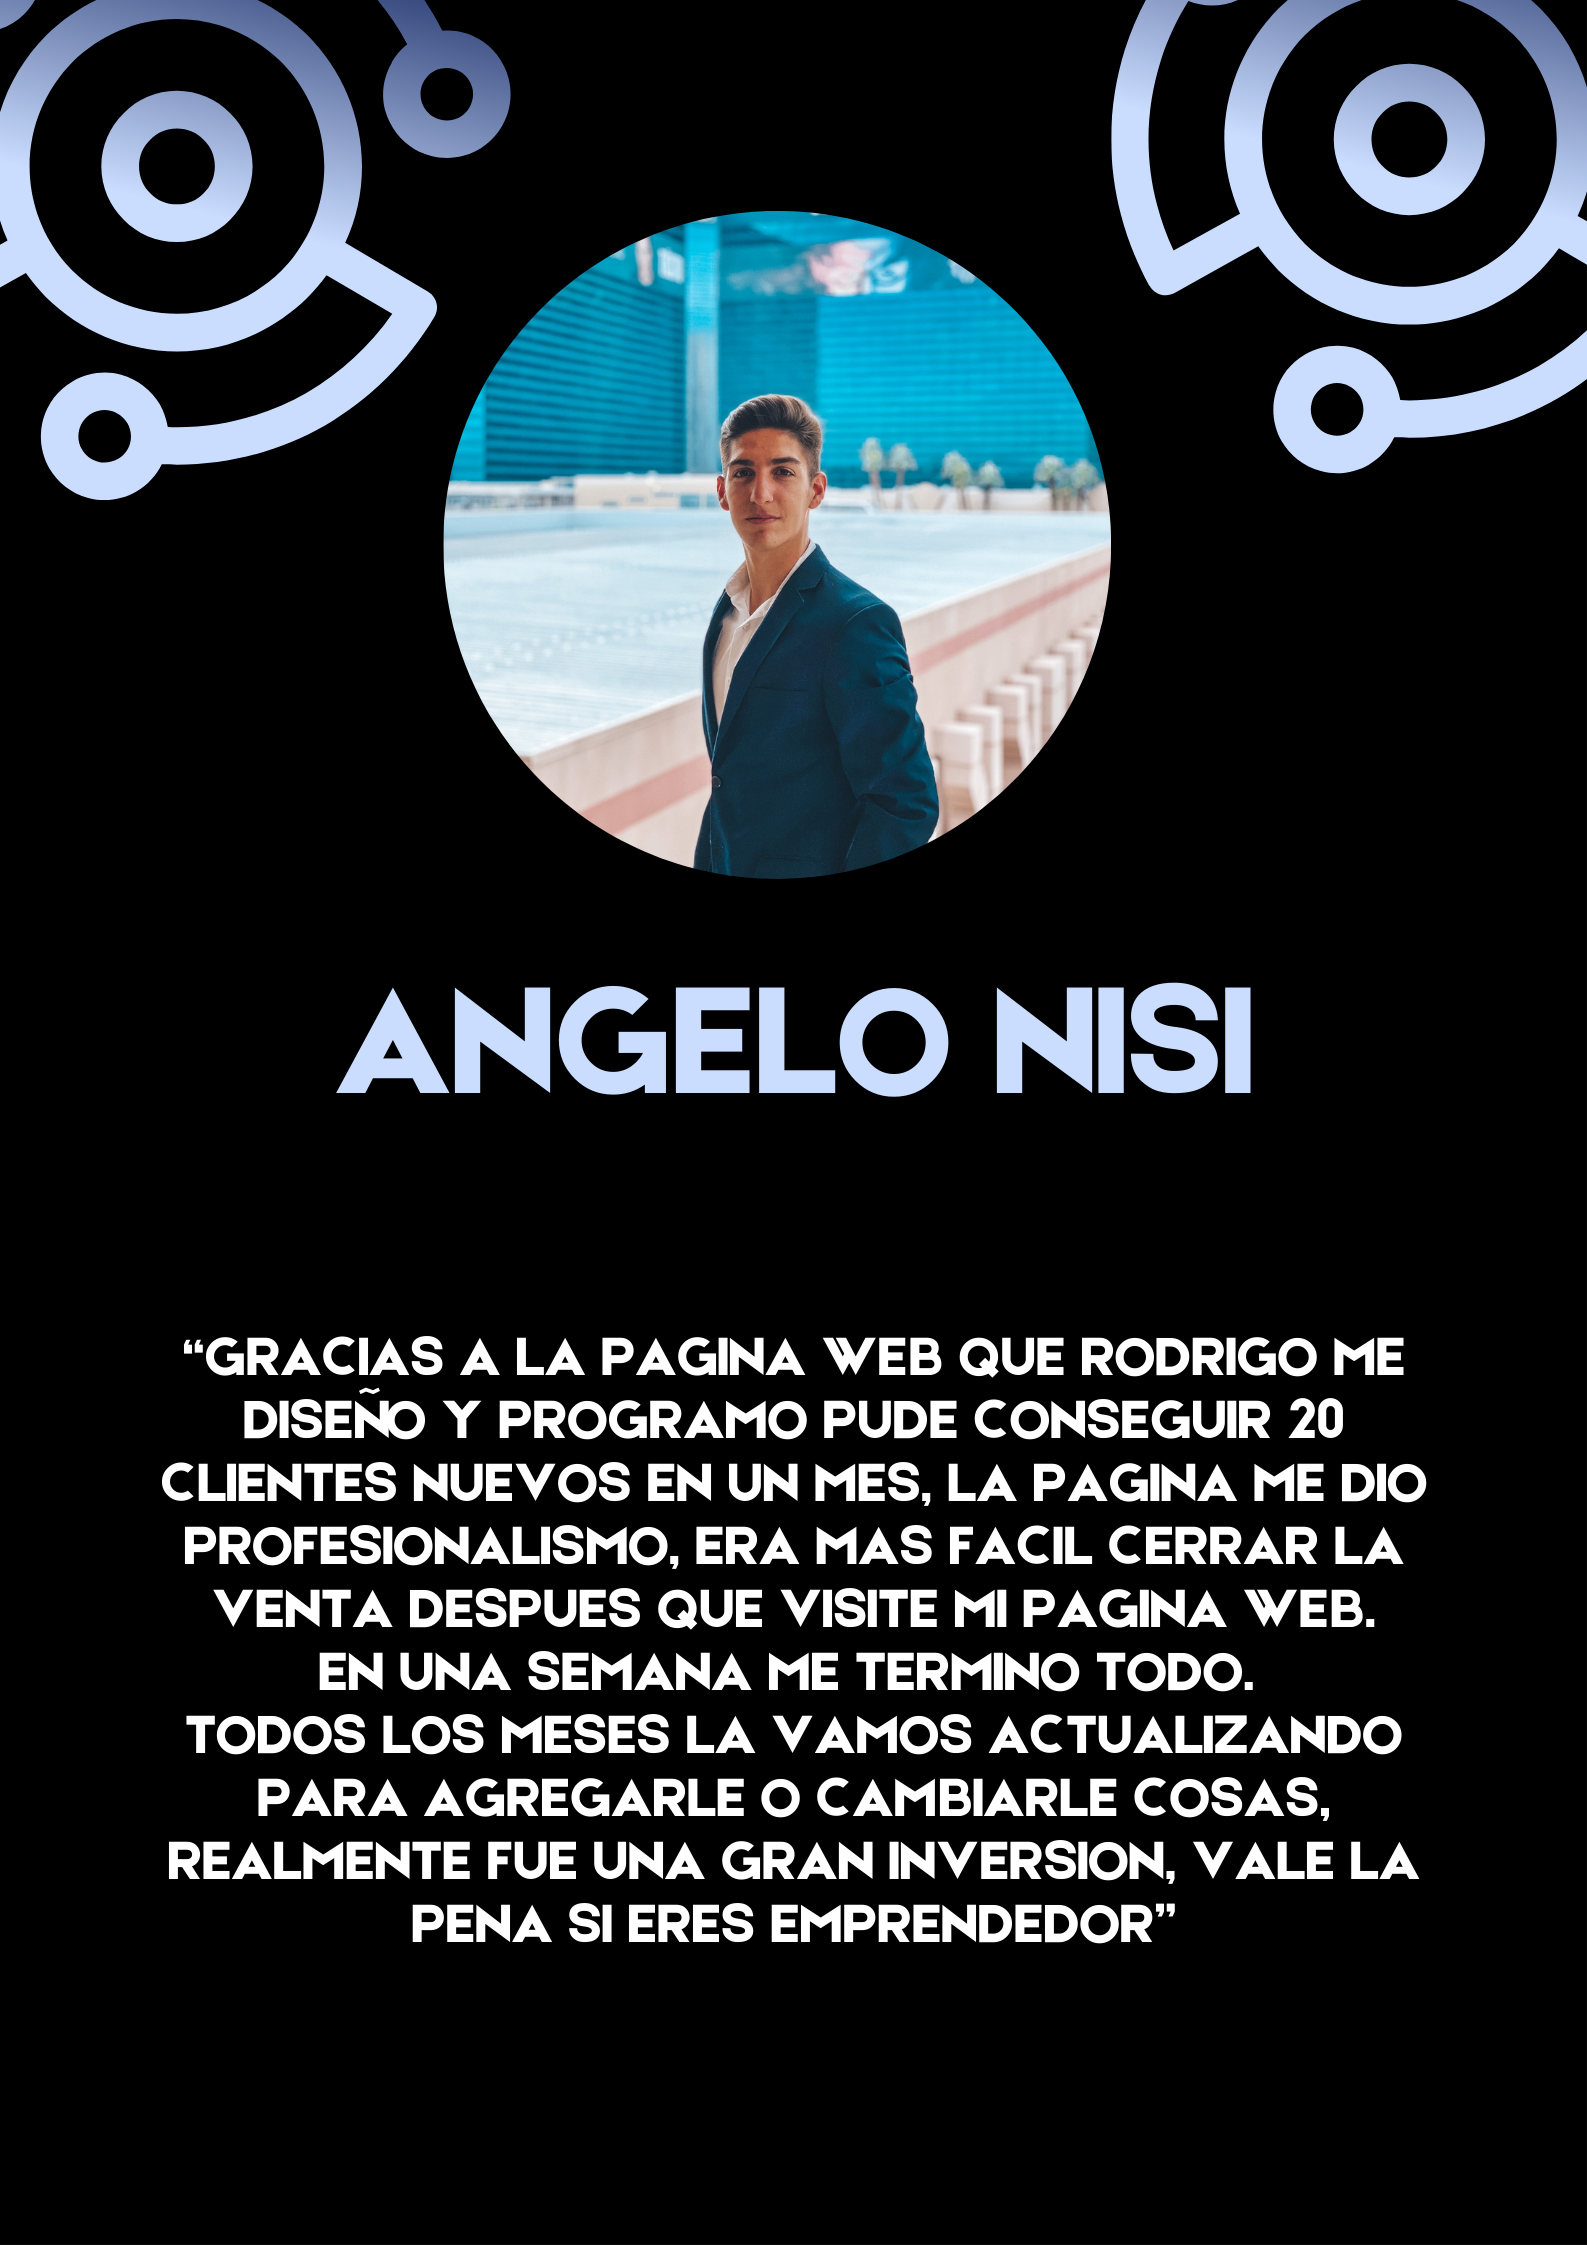 ANGELO NISI
“GRACIAS A LA PAGINA WEB QUE RODRIGO ME
DISEÑO Y PROGRAMO PUDE CONSEGUIR 20
CLIENTES NUEVOS EN UN MES, LA PAGINA ME DIO
PROFESIONALISMO, ERA MAS FACIL CERRAR LA
VENTA DESPUES QUE VISITE MI PAGINA WEB.
EN UNA SEMANA ME TERMINO TODO.
TODOS LOS MESES LA VAMOS ACTUALIZANDO
PARA AGREGARLE O CAMBIARLE COSAS,
REALMENTE FUE UNA GRAN INVERSION, VALE LA
PENA SI ERES EMPRENDEDOR”